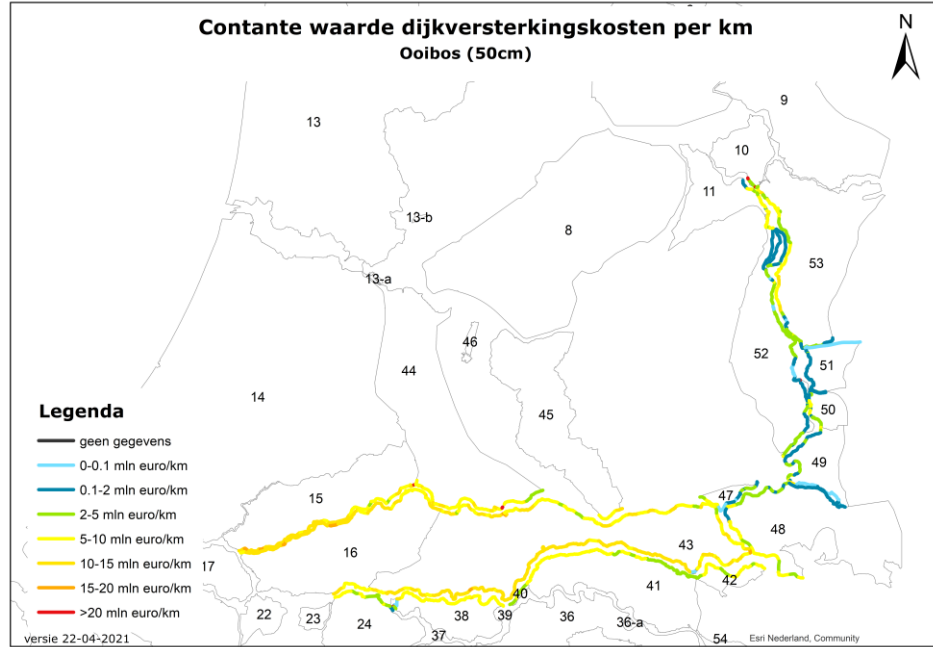 Contante waarde dijkversterkingskosten per km
Ooibos (50cm)
N
9
13
10
11
13-b
8
53
13-a
46
52
44
51
14
45
50
Legenda
geen gegevens
0-0.1 mln euro/km
0.1-2 mln euro/km
2-5 mln euro/km
5-10 mln euro/km
10-15 mln euro/km
15-20 mln euro/km
>20 mln euro/km
49
47
15
48
16
43
17
42
41
40
22
23
24
38
39
36
36-a
37
54
versie 22-04-2021
Esri Nederland, Community